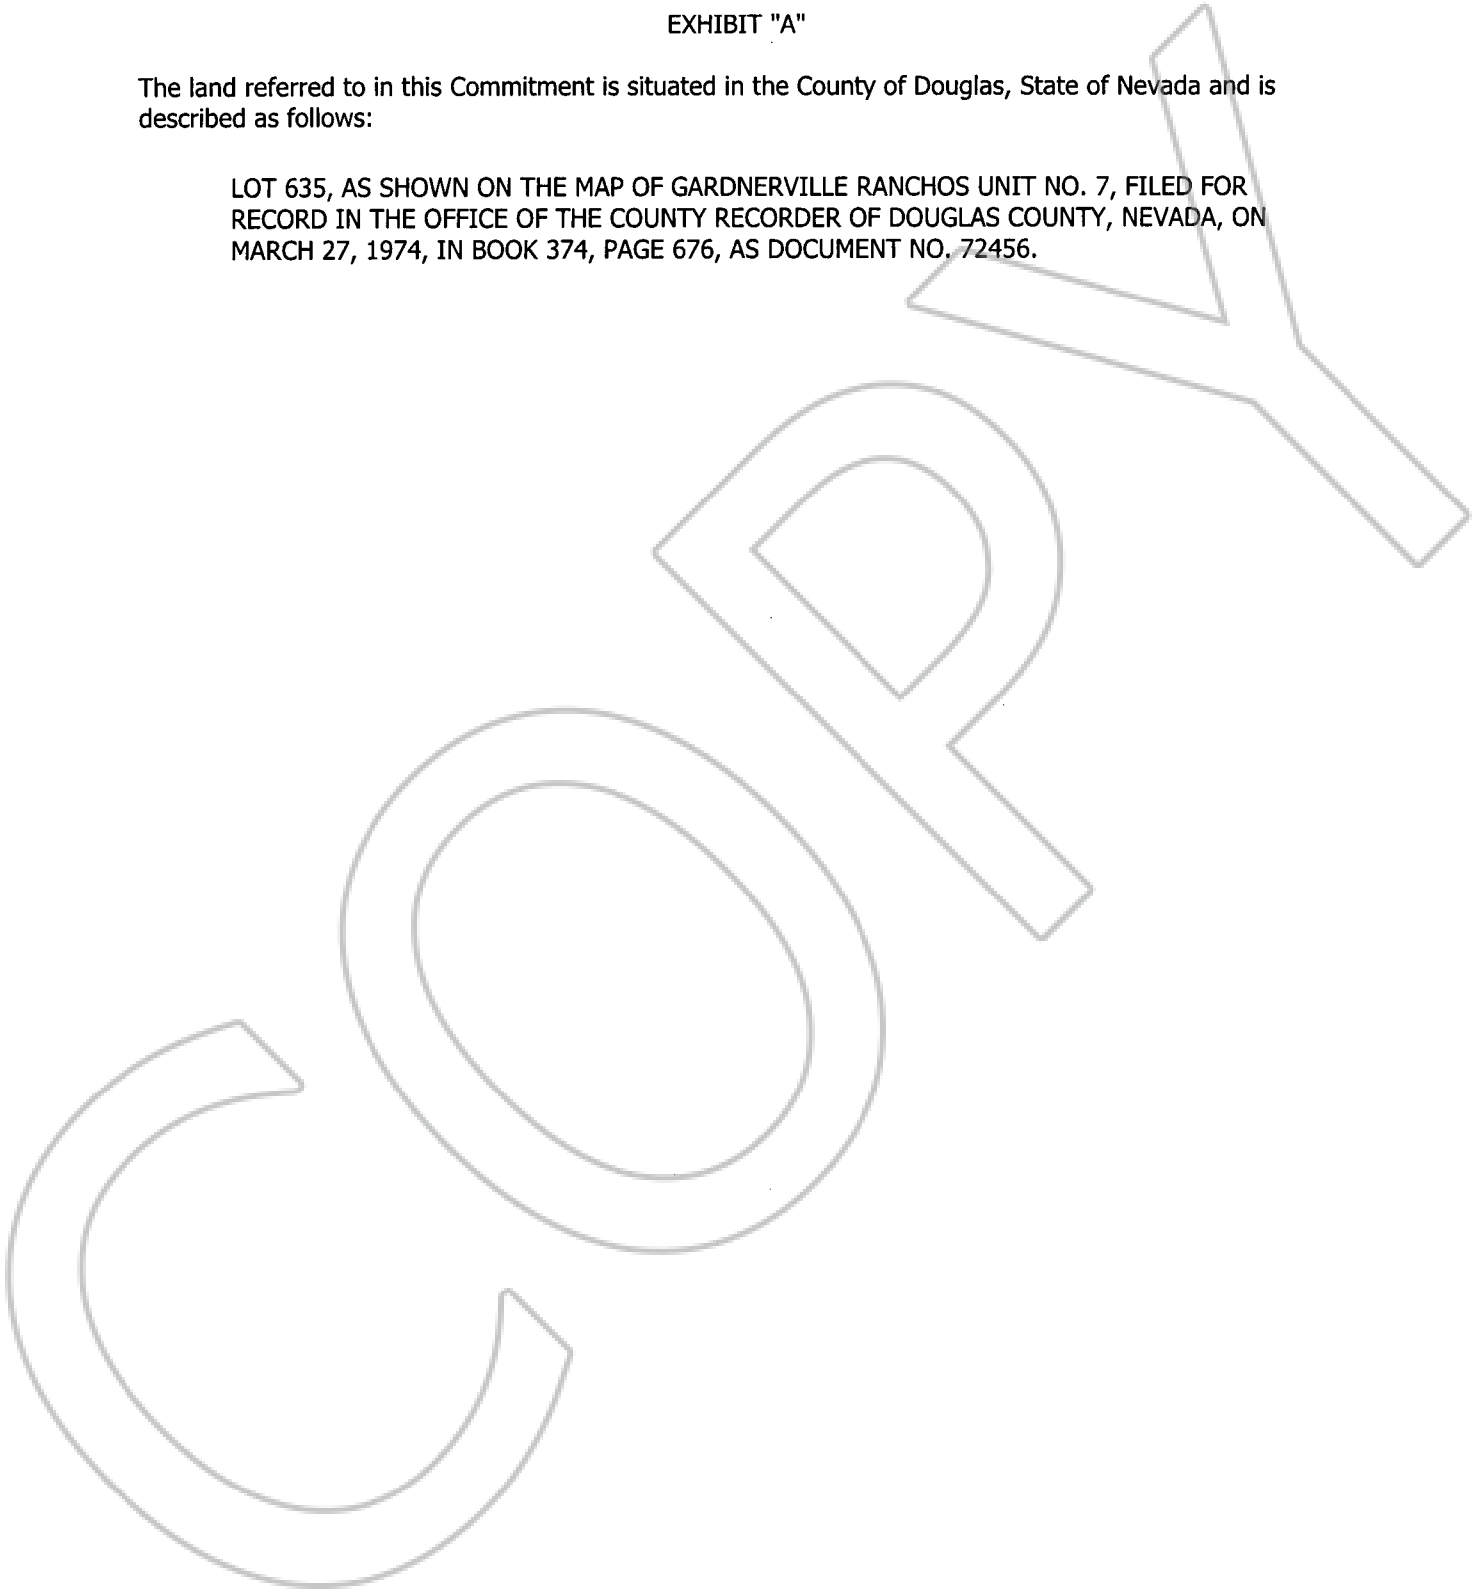 EXHIBIT "A"
The land referred to in this Commitment is situated in the County of Douglas, State of Nevada and is
described as follows:
LOT 635, AS SHOWN ON THE MAP OF GARDNERVILLE RANCHOS UNIT NO. 7, FILED FOR
RECORD IN THE OFFICE OF THE COUNTY RECORDER OF DOUGLAS COUNTY, NEVADA, ON
MARCH 27, 1974, IN BOOK 374, PAGE 676, AS DOCUMENT NO. 72456.
COPY